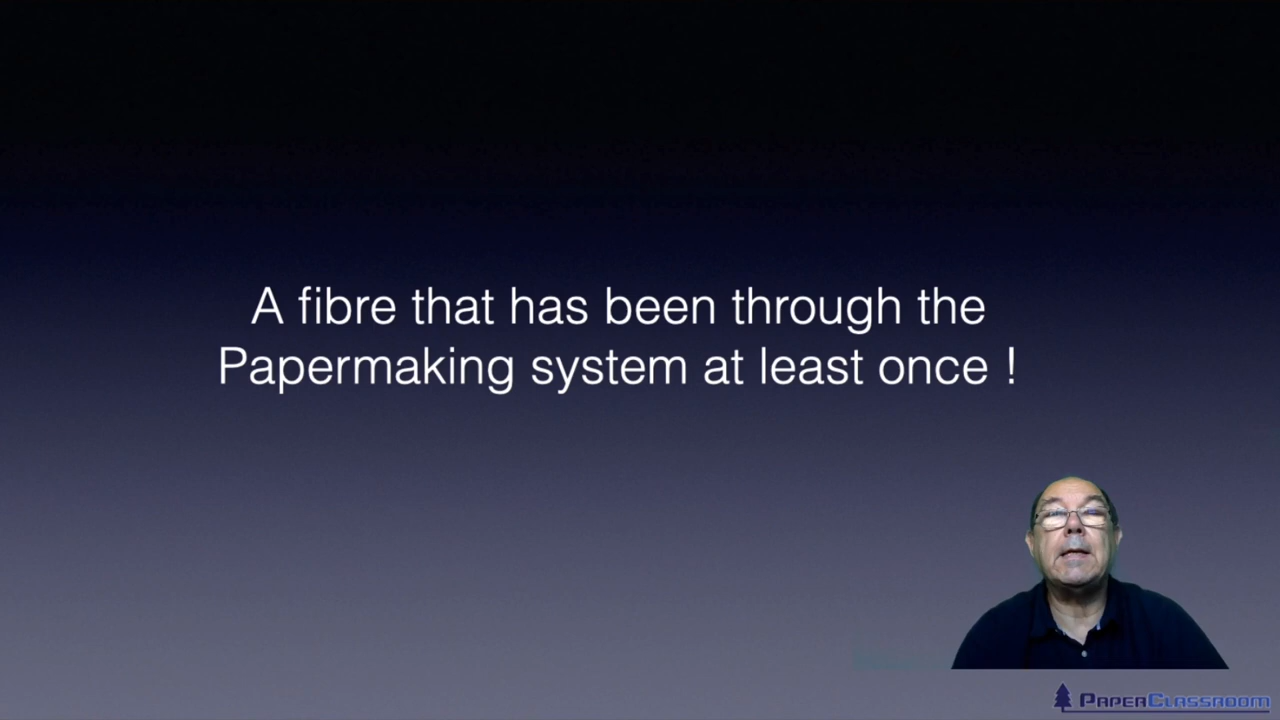 A fibre that has been through the
Papermaking system at least once !
PaperClassroom